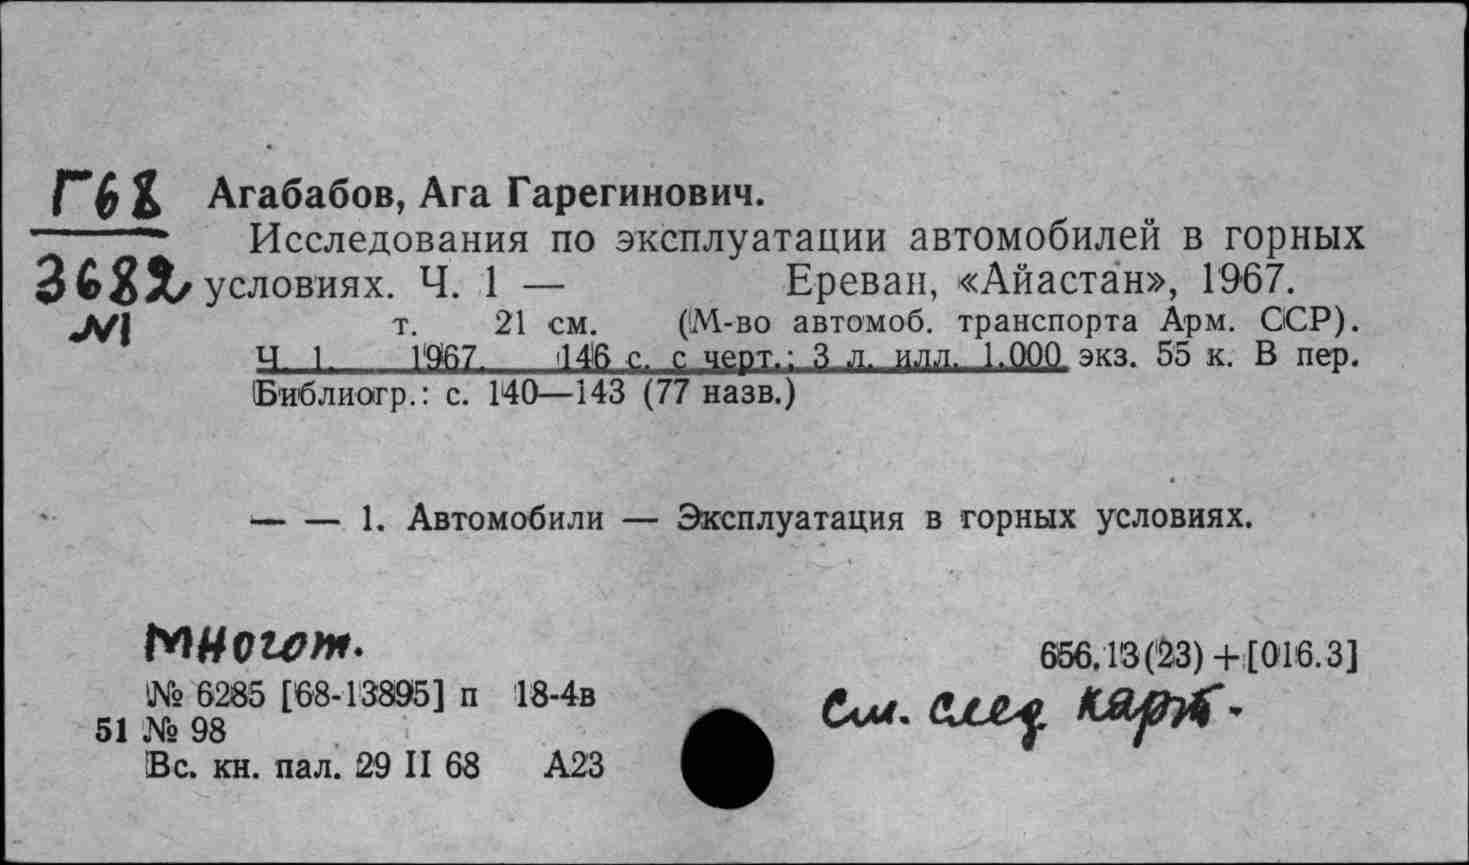 Г68 Агабабов, Ага Гарегинович.
Исследования по эксплуатации автомобилей в горных
3682 условиях. Ч. 1 — Ереван, «Айастан», 1967.
М1 т. 21 см. (М-во автомоб. транспорта Арм. ССР).
Ч. 1. 1967. 146 с. с черт.; 3 л. илл. 1.000 экз. 55 к. В пер.
Библиогр.: с. 140—143 (77 назв.)
— — 1. Автомобили — Эксплуатация в горных условиях.
Многот.
656.13(23)+[016.3]
№ 6285 [68-13895] п 18-4в
См. след. карт.
51 № 98
Вс. кн. пал. 29 II 68 А23